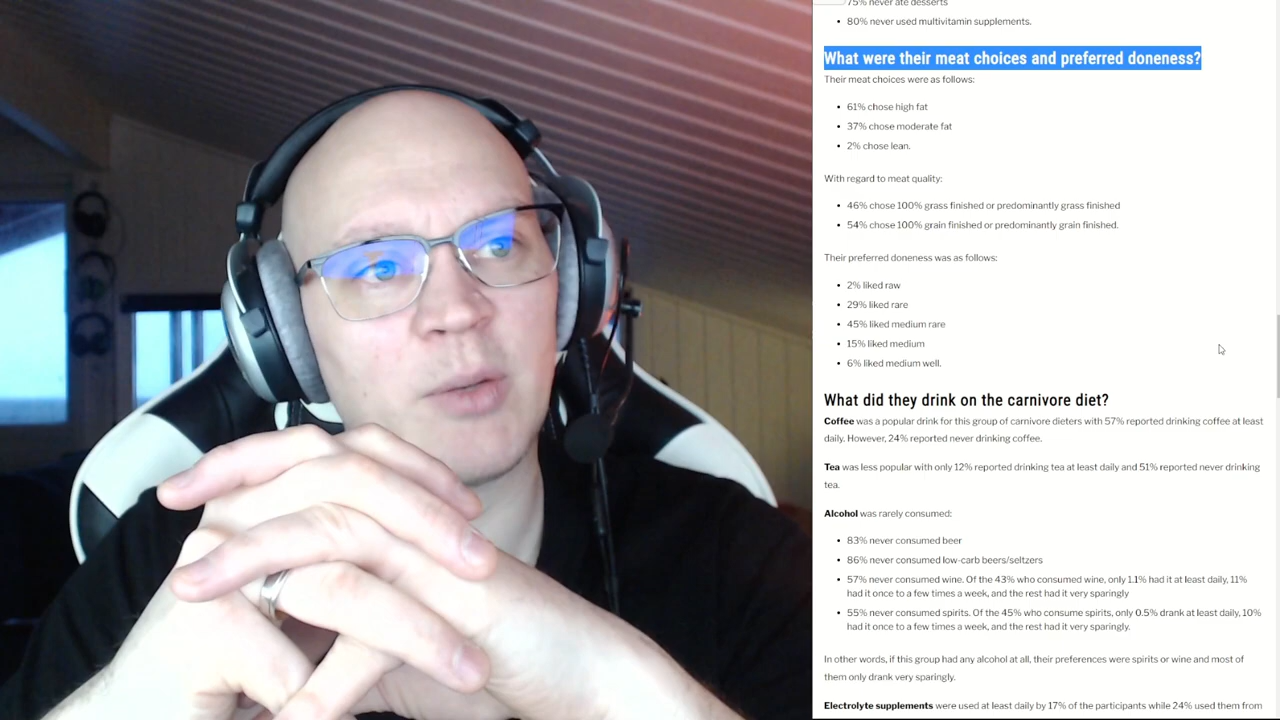 75% never ate desserts
80% never used multivitamin supplements.
What were their meat choices and preferred doneness?
Their meat choices were as follows:
61% chose high fat
37% chose moderate fat
2% chose lean.
With regard to meat quality:
46% chose 100% grass finished or predominantly grass finished
54% chose 100% grain finished or predominantly grain finished.
Their preferred doneness was as follows:
2% liked raw
29% liked rare
45% liked medium rare
15% liked medium
6% liked medium well.
What did they drink on the carnivore diet?
Coffee was a popular drink for this group of carnivore dieters with 57% reported drinking coffee at least
daily. However, 24% reported never drinking coffee.
Tea was less popular with only 12% reported drinking tea at least daily and 51% reported never drinking
tea.
Alcohol was rarely consumed:
83% never consumed beer
86% never consumed low-carb beers/seltzers
57% never consumed wine. Of the 43% who consumed wine, only 1.1% had it at least daily, 11%
had it once to a few times a week, and the rest had it very sparingly
55% never consumed spirits. Of the 45% who consume spirits, only 0.5% drank at least daily, 10%
had it once to a few times a week, and the rest had it very sparingly.
In other words, if this group had any alcohol at all, their preferences were spirits or wine and most of
them only drank very sparingly.
Electrolyte supplements were used at least daily by 17% of the participants while 24% used them from